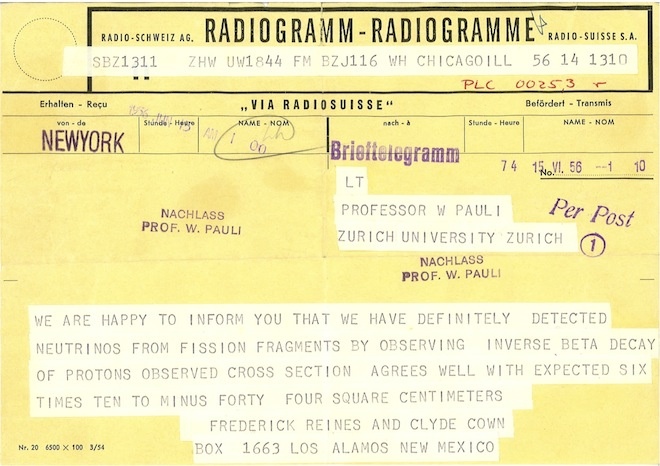 RADIO-SCHWEIZ AG. RADIOGRAMM-RADIOGRAMME RADIO-SUISSE S.A.
SBZ1311 ZHW UW1844 FM BZJ116 WH CHICAGOILL 56 14 1310
PLC 00253 r
Erhalten - Reçu „VIA RADIOSUISSE" Befördert - Transmis
von - de Stunde - Heure NAME - NOM nach - à Stunde - Heure NAME - NOM
NEWYORK
Brieftelegramm
74 15.VI.56 -1 10
No.
LT
PROFESSOR W PAULI
ZURICH UNIVERSITY ZURICH
Per Post
1
NACHLASS
PROF. W. PAULI
NACHLASS
PROF. W. PAULI
WE ARE HAPPY TO INFORM YOU THAT WE HAVE DEFINITELY DETECTED
NEUTRINOS FROM FISSION FRAGMENTS BY OBSERVING INVERSE BETA DECAY
OF PROTONS OBSERVED CROSS SECTION AGREES WELL WITH EXPECTED SIX
TIMES TEN TO MINUS FORTY FOUR SQUARE CENTIMETERS
FREDERICK REINES AND CLYDE COWN
BOX 1663 LOS ALAMOS NEW MEXICO
Nr. 20 6500 × 100 3/54